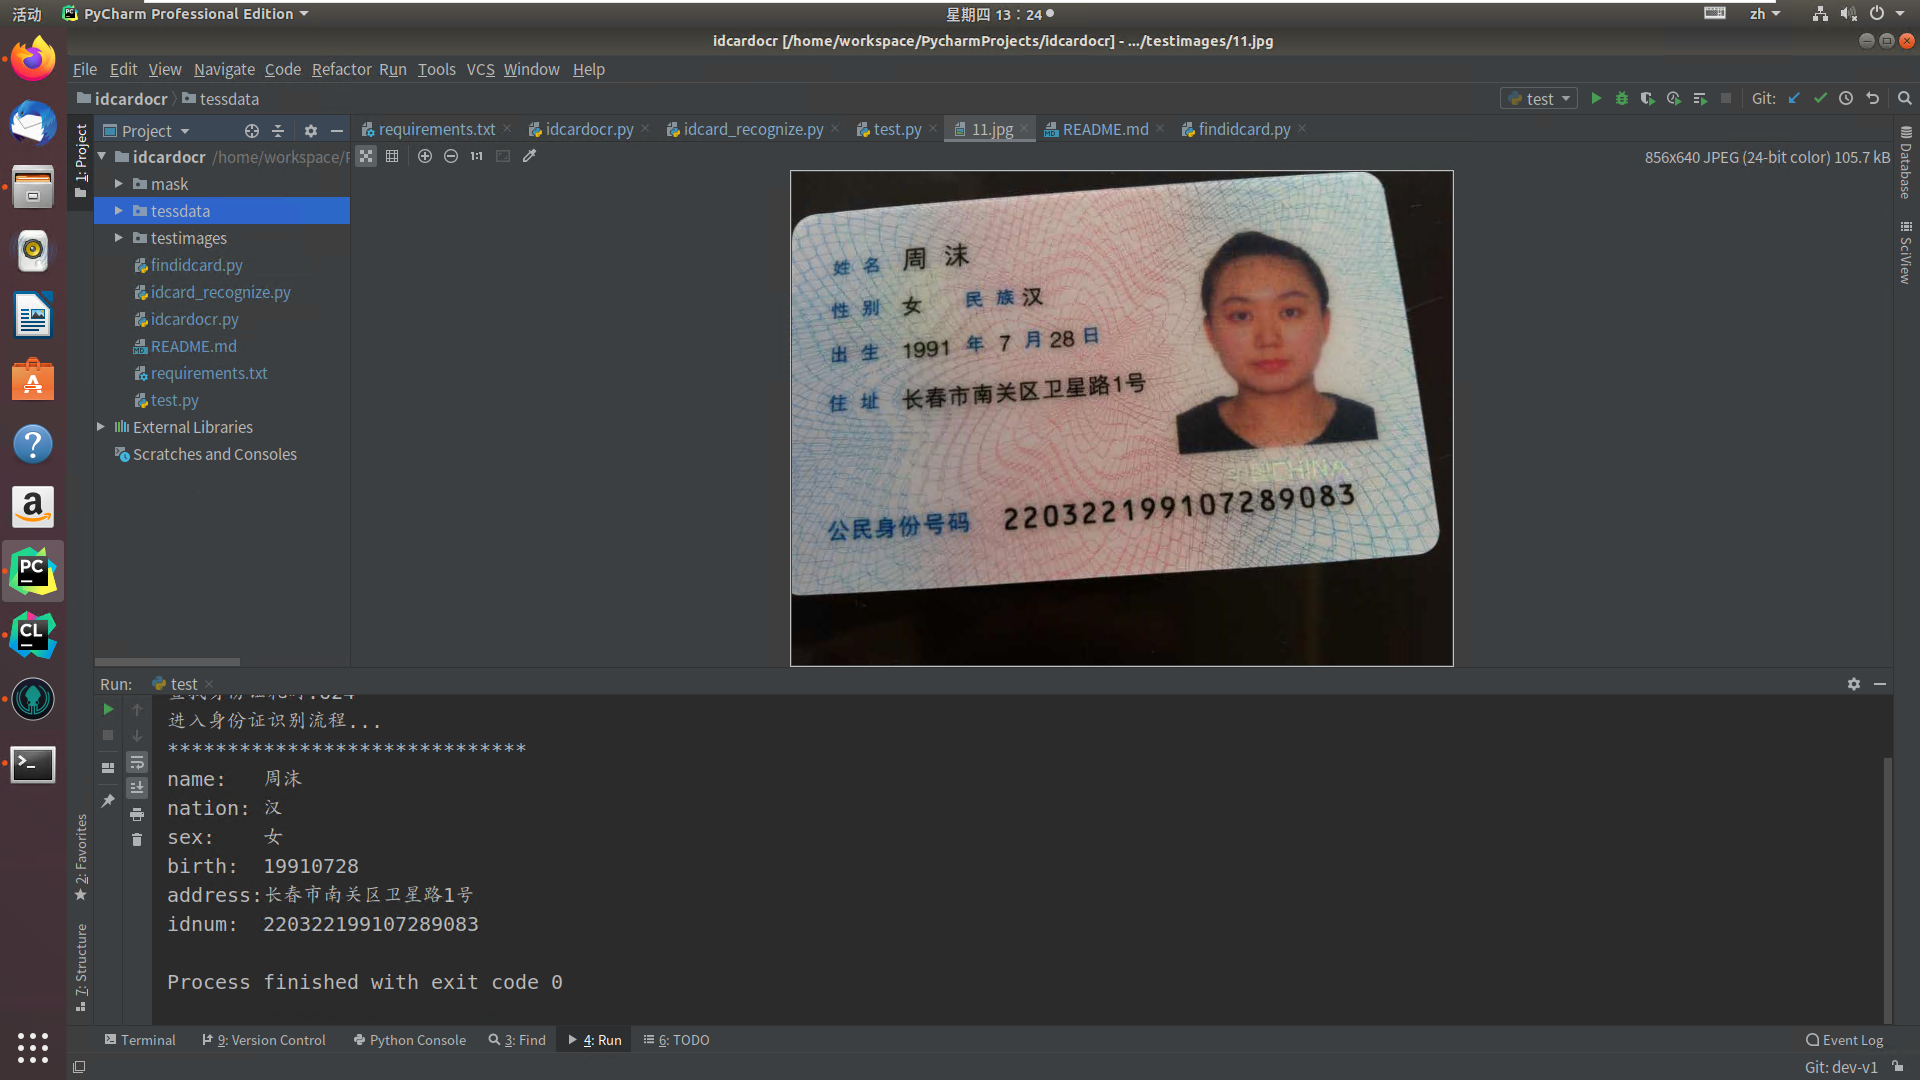 活动 PyCharm Professional Edition 星期四 13：24 zh
idcardocr [/home/workspace/PycharmProjects/idcardocr] - .../testimages/11.jpg
File Edit View Navigate Code Refactor Run Tools VCS Window Help
idcardocr tessdata test Git:
Project requirements.txt idcardocr.py idcard_recognize.py test.py 11.jpg README.md findidcard.py
1: Project
856x640 JPEG (24-bit color) 105.7 kB
Database
SciView
idcardocr /home/workspace/
mask
tessdata
testimages
findidcard.py
idcard_recognize.py
idcardocr.py
README.md
requirements.txt
test.py
External Libraries
Scratches and Consoles
1:1
姓名 周沫
性别 女 民族 汉
出生 1991 年 7 月 28 日
住址 长春市南关区卫星路1号
CHINA
公民身份号码 220322199107289083
Run: test
进入身份证识别流程...
******************************
name: 周沫
nation: 汉
sex: 女
birth: 19910728
address:长春市南关区卫星路1号
idnum: 220322199107289083
Process finished with exit code 0
2: Favorites
7: Structure
Terminal 9: Version Control Python Console 3: Find 4: Run 6: TODO Event Log
Git: dev-v1
PC
CL